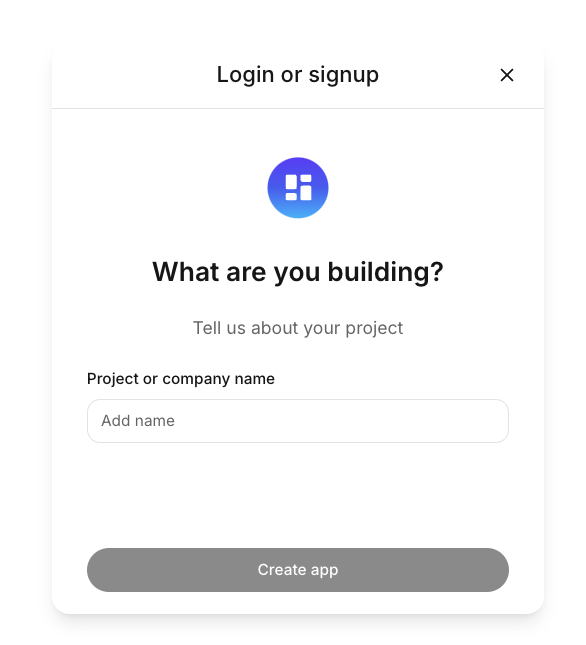 Login or signup
What are you building?
Tell us about your project
Project or company name
Add name
Create app